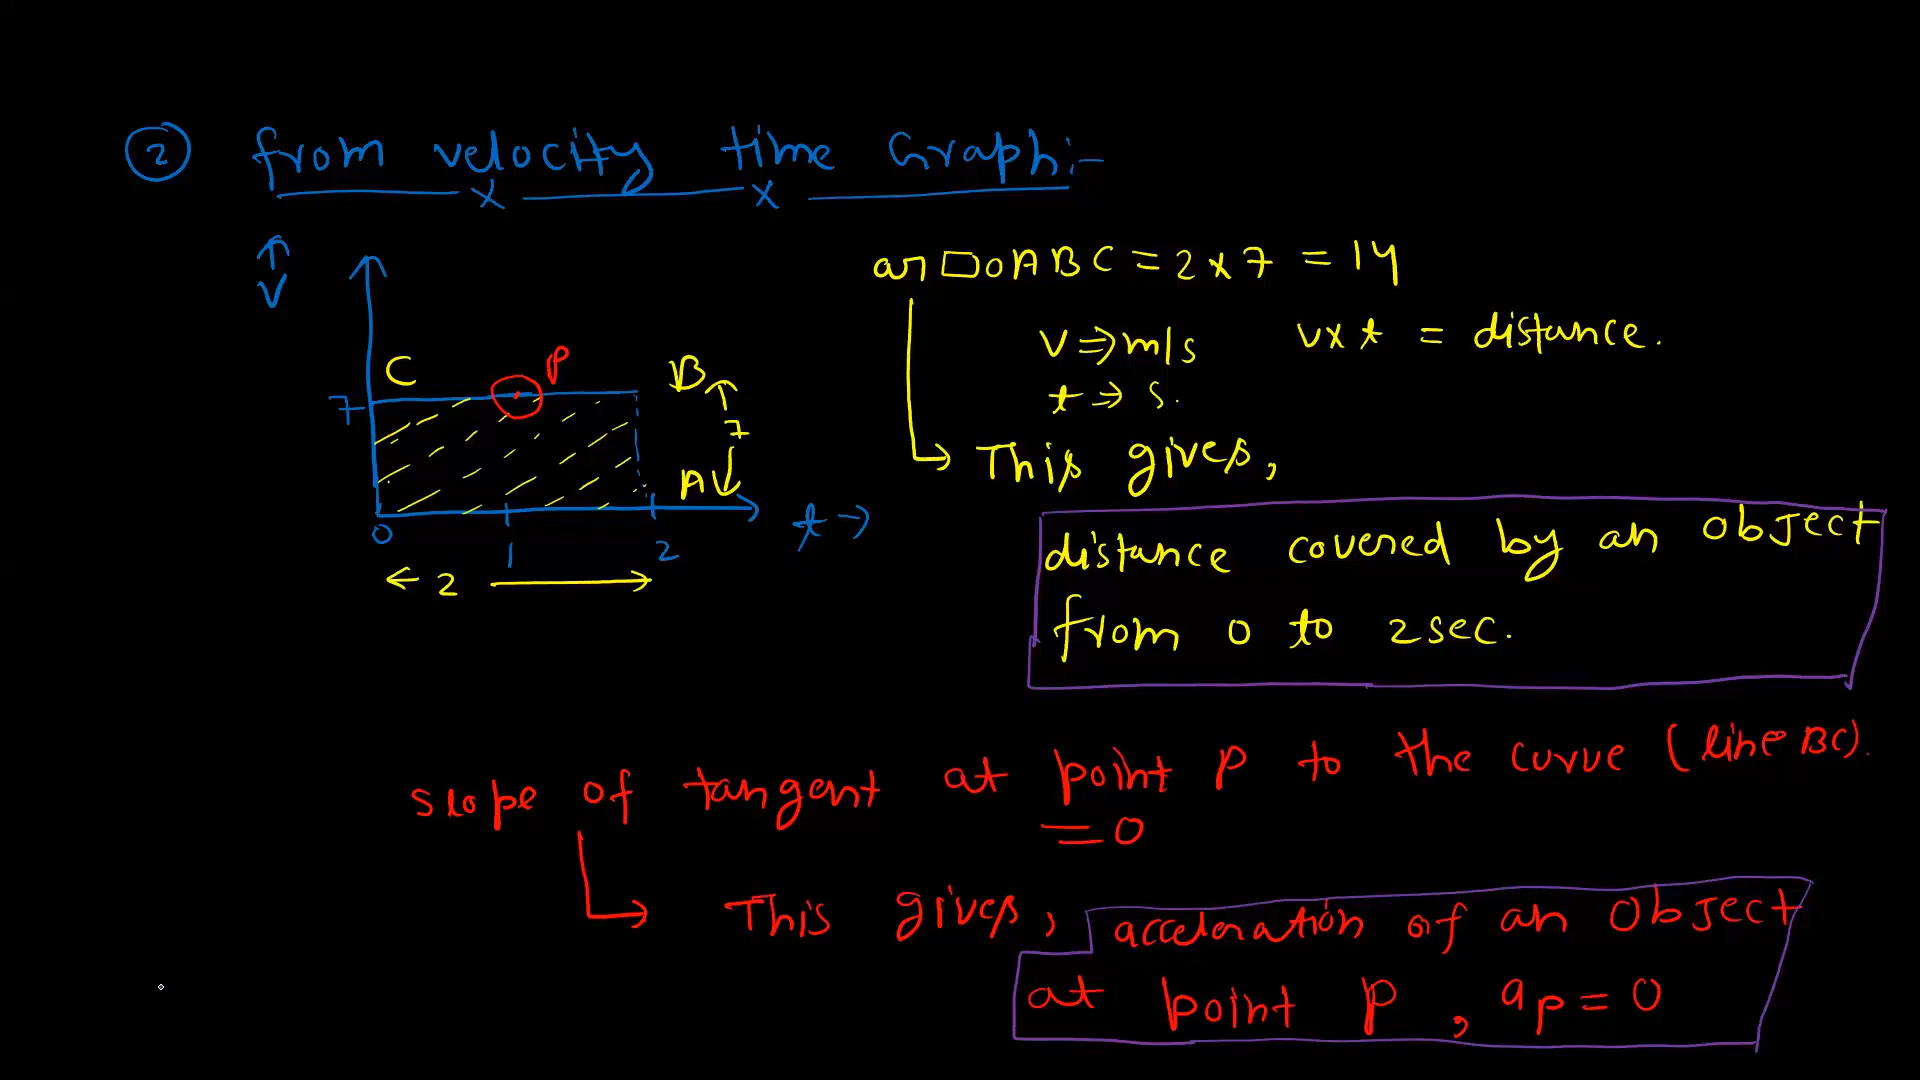 ② from velocity time Graph:-
↑
V
ar ▭OABC = 2 x 7 = 14
V ⇒ m/s    v x t = distance.
t ⇒ s.
C P B
7
7
A
This gives,
0 1 2 t →
2
distance covered by an object
from 0 to 2sec.
slope of tangent at point P to the curve (line BC).
= 0
This gives, acceleration of an object
at point P, ap = 0